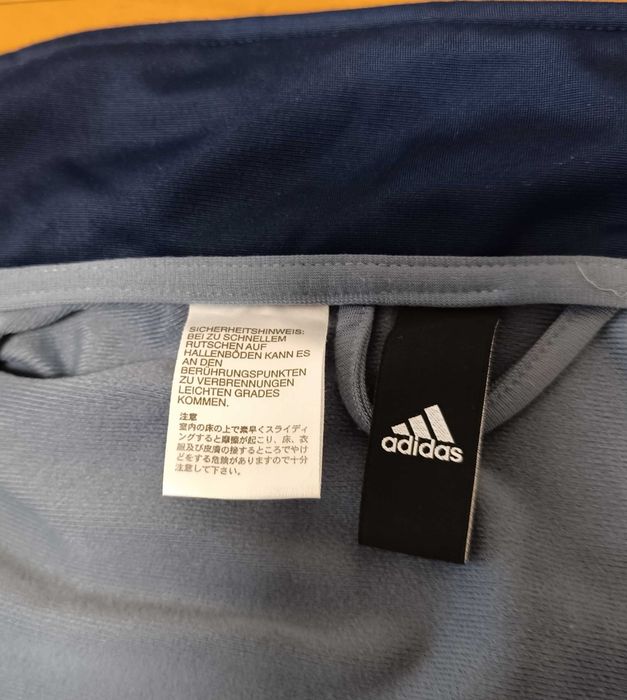 SICHERHEITSHINWEIS:
BEI ZU SCHNELLEM
RUTSCHEN AUF
HALLENBÖDEN KANN ES
AN DEN
BERÜHRUNGSPUNKTEN
ZU VERBRENNUNGEN
LEICHTEN GRADES
KOMMEN.
注意
室内の床の上で素早くスライディ
ングすると摩擦が起こり、床、衣
服及び皮膚の接するところでやけ
どをする危険がありますので十分
注意して下さい。
adidas